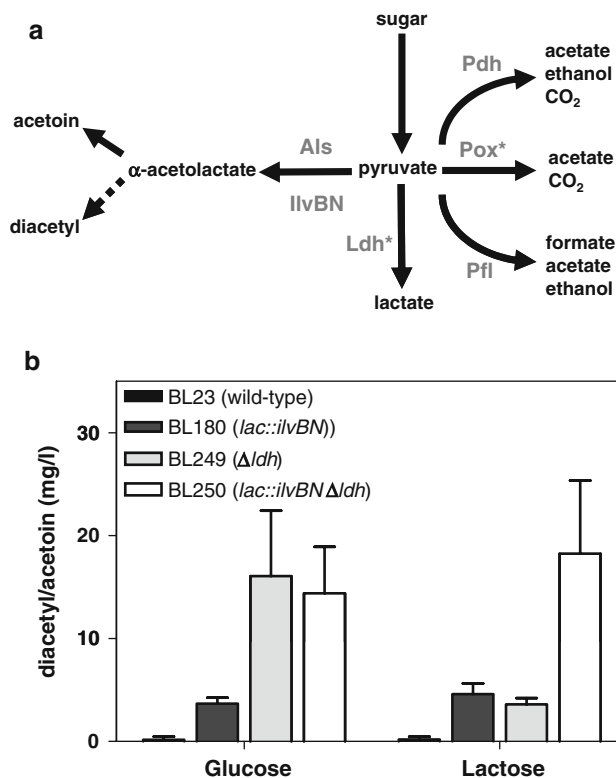 a
sugar
Pdh
acetate
ethanol
CO₂
acetoin
Als
Pox*
α-acetolactate
pyruvate
acetate
CO₂
IlvBN
diacetyl
Ldh*
Pfl
formate
acetate
ethanol
lactate
b
BL23 (wild-type)
BL180 (lac::ilvBN))
BL249 (Δldh)
BL250 (lac::ilvBNΔldh)
diacetyl/acetoin (mg/l)
30
20
10
0
Glucose
Lactose